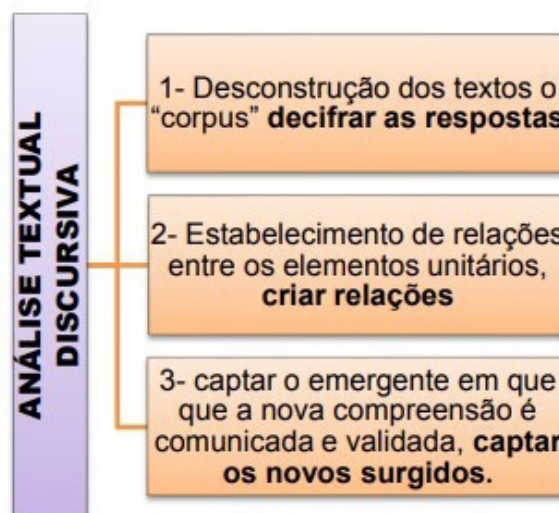 ANÁLISE TEXTUAL
DISCURSIVA
1- Desconstrução dos textos o
“corpus” decifrar as respostas
2- Estabelecimento de relações
entre os elementos unitários,
criar relações
3- captar o emergente em que
que a nova compreensão é
comunicada e validada, captar
os novos surgidos.